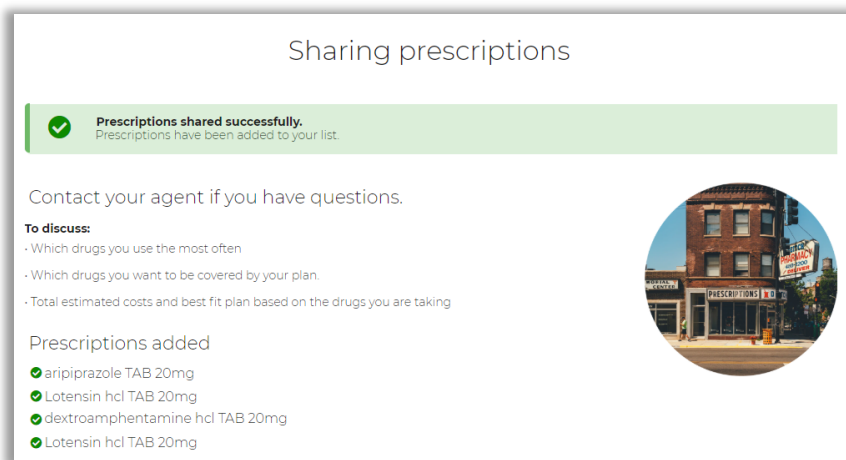 Sharing prescriptions
Prescriptions shared successfully.
Prescriptions have been added to your list.
Contact your agent if you have questions.
To discuss:
• Which drugs you use the most often
• Which drugs you want to be covered by your plan.
• Total estimated costs and best fit plan based on the drugs you are taking
PHARMACY
PRESCRIPTIONS
Prescriptions added
aripiprazole TAB 20mg
Lotensin hcl TAB 20mg
dextroamphentamine hcl TAB 20mg
Lotensin hcl TAB 20mg